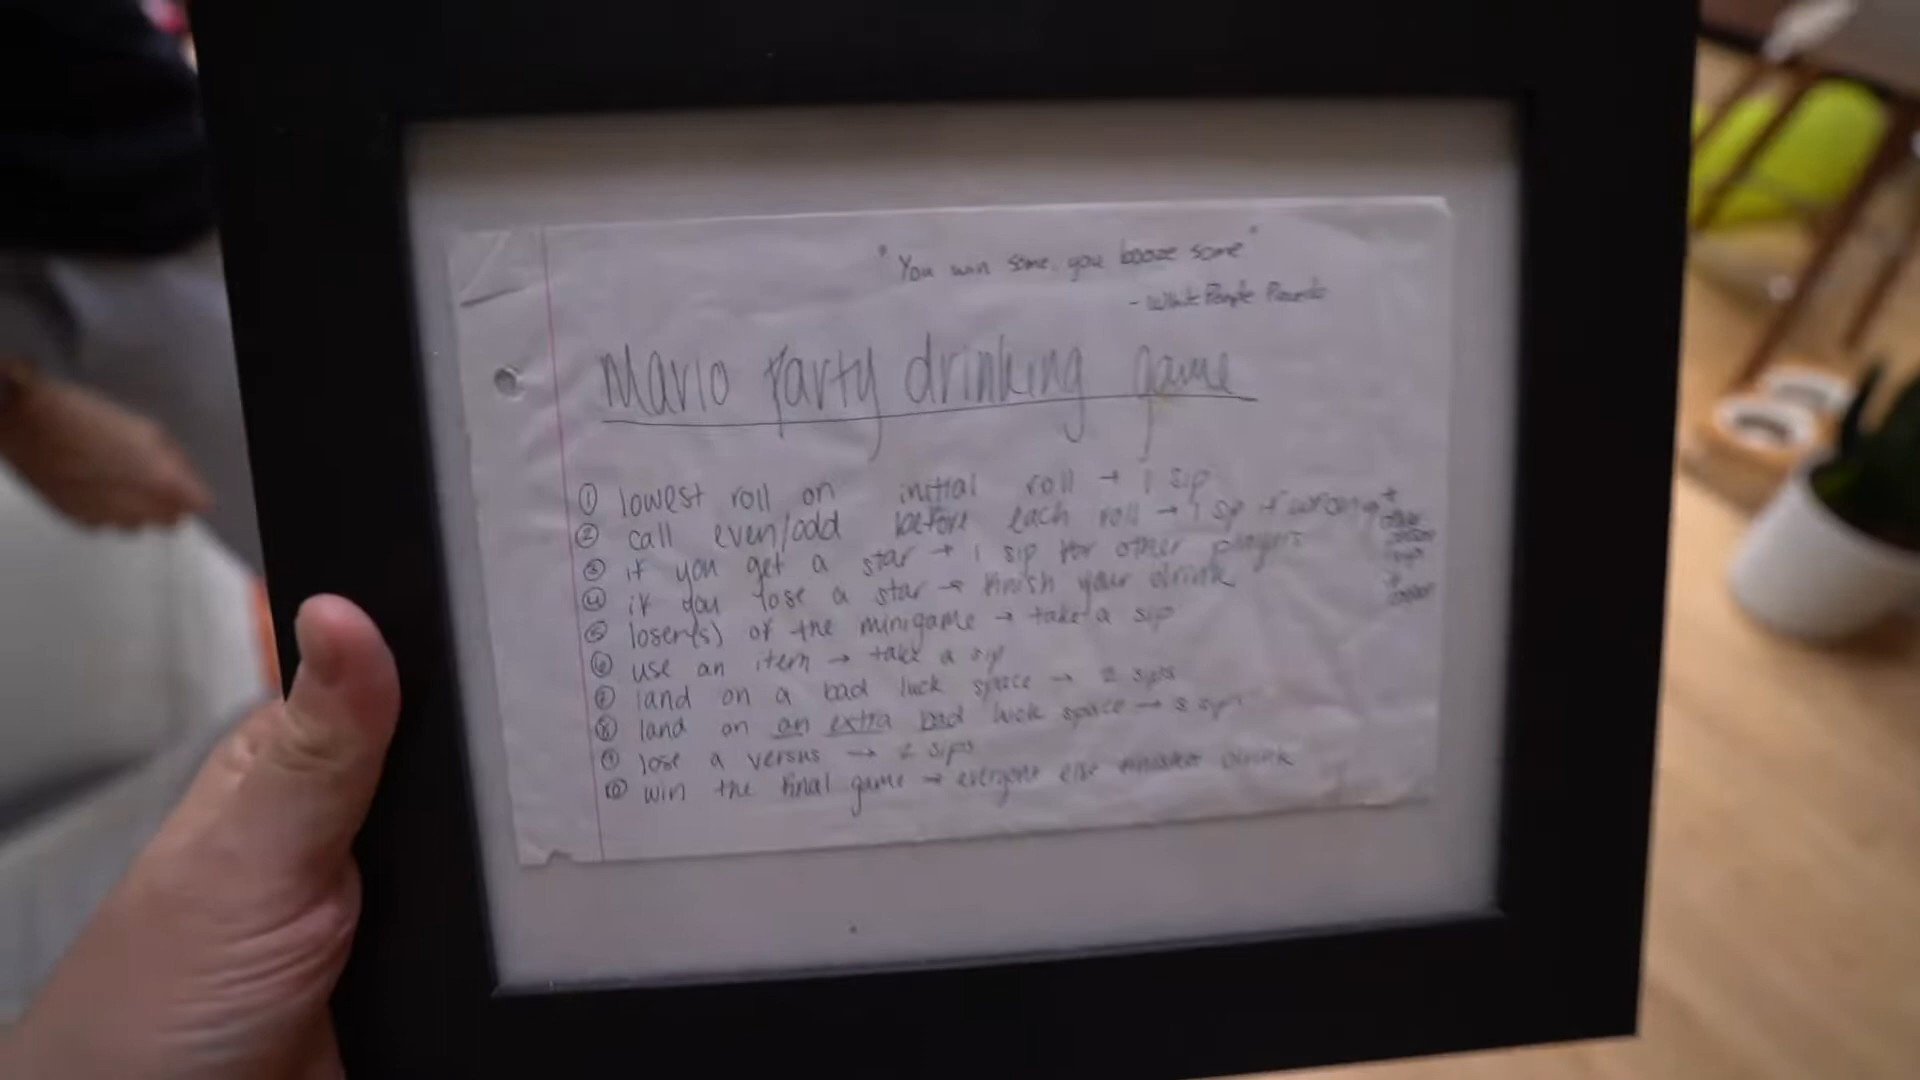 "You win some, you booze some"
- White People
Mario Party drinking game
① lowest roll on initial roll → 1 sip
② call even/odd before each roll → 1 sip if wrong
③ if you get a star → 1 sip for other players
④ if you lose a star → finish your drink
⑤ loser(s) of the minigame → take a sip
⑥ use an item → take a sip
⑦ land on a bad luck space → 2 sips
⑧ land on an extra bad luck space → 3 sips
⑨ lose a versus → 2 sips
⑩ win the final game → everyone else finishes drink